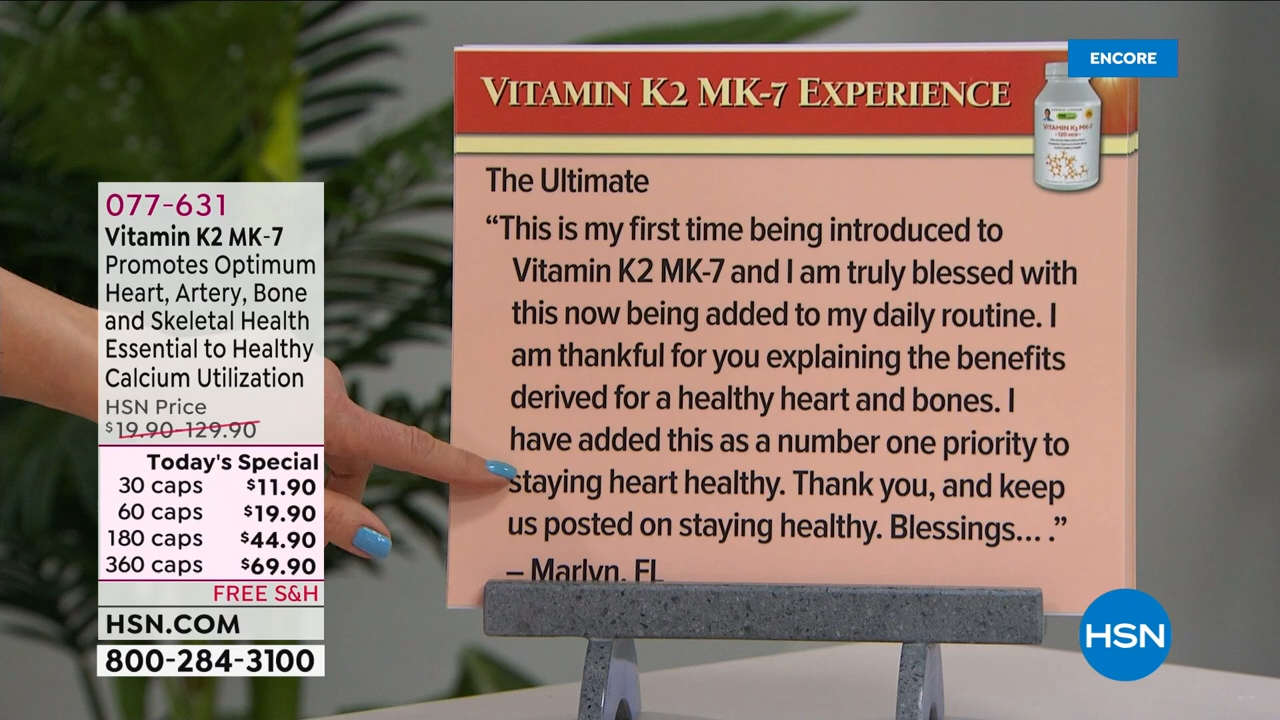 ENCORE
VITAMIN K2 MK-7 EXPERIENCE
VITAMIN K2 MK-7
The Ultimate
“This is my first time being introduced to
Vitamin K2 MK-7 and I am truly blessed with
this now being added to my daily routine. I
am thankful for you explaining the benefits
derived for a healthy heart and bones. I
have added this as a number one priority to
staying heart healthy. Thank you, and keep
us posted on staying healthy. Blessings... .”
– Marlyn, FL
077-631
Vitamin K2 MK-7
Promotes Optimum
Heart, Artery, Bone
and Skeletal Health
Essential to Healthy
Calcium Utilization
HSN Price
$19.90-129.90
Today's Special
30 caps $11.90
60 caps $19.90
180 caps $44.90
360 caps $69.90
FREE S&H
HSN.COM
800-284-3100
HSN